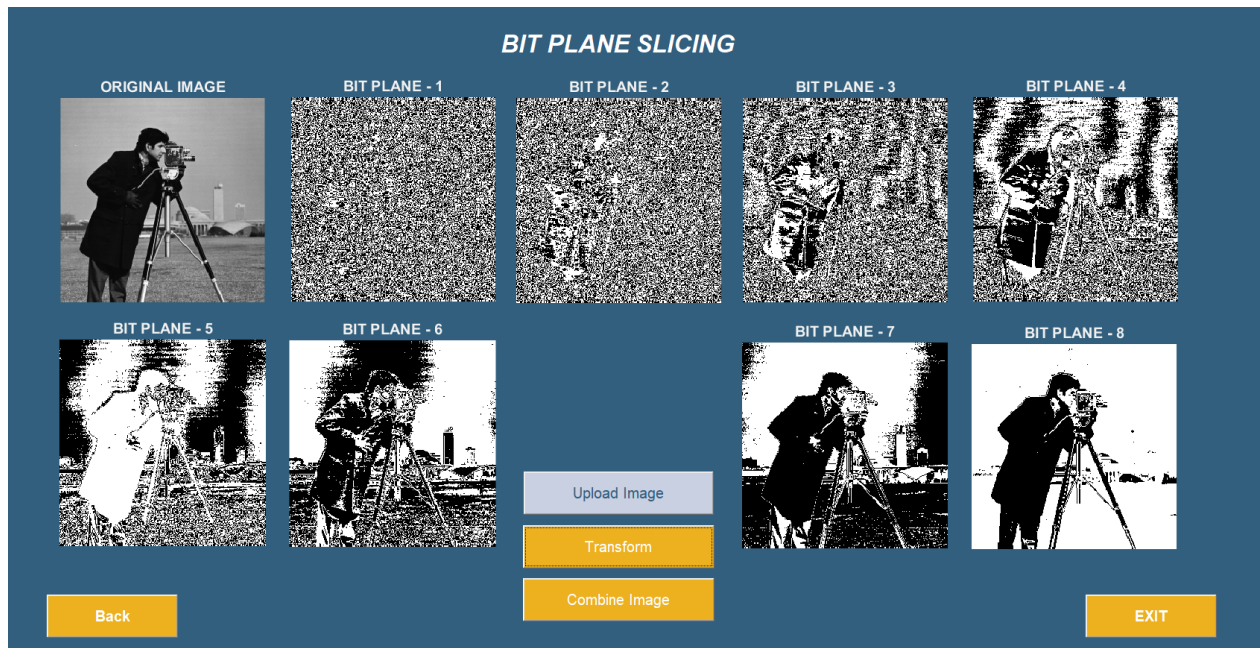 BIT PLANE SLICING
ORIGINAL IMAGE
BIT PLANE - 1
BIT PLANE - 2
BIT PLANE - 3
BIT PLANE - 4
BIT PLANE - 5
BIT PLANE - 6
BIT PLANE - 7
BIT PLANE - 8
Upload Image
Transform
Combine Image
Back
EXIT